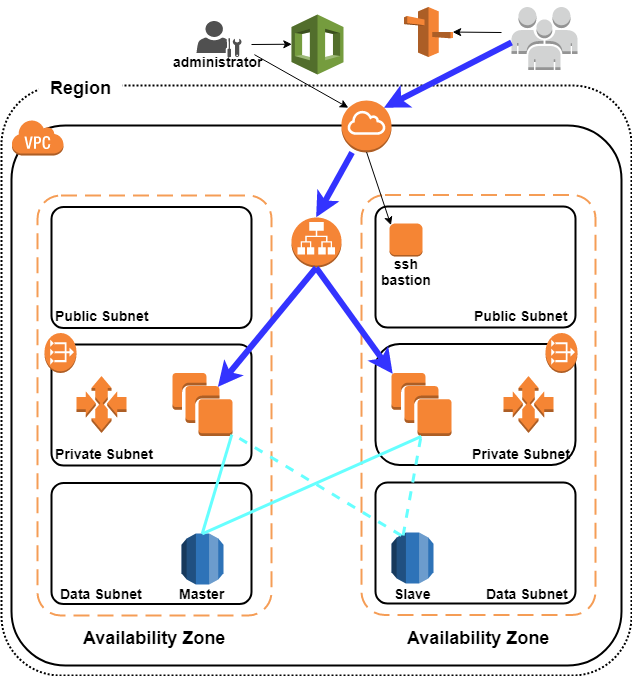 administrator
Region
VPC
ssh
bastion
Public Subnet
Public Subnet
Private Subnet
Private Subnet
Data Subnet
Master
Slave
Data Subnet
Availability Zone
Availability Zone